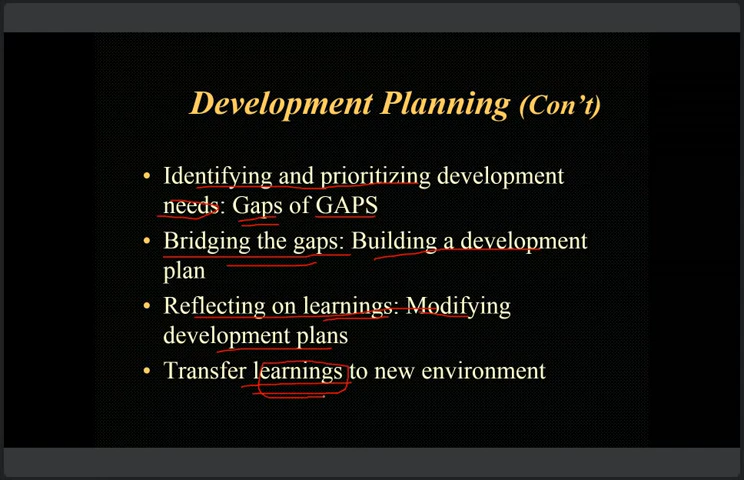 Development Planning (Con't)
• Identifying and prioritizing development
needs: Gaps of GAPS
• Bridging the gaps: Building a development
plan
• Reflecting on learnings: Modifying
development plans
• Transfer learnings to new environment